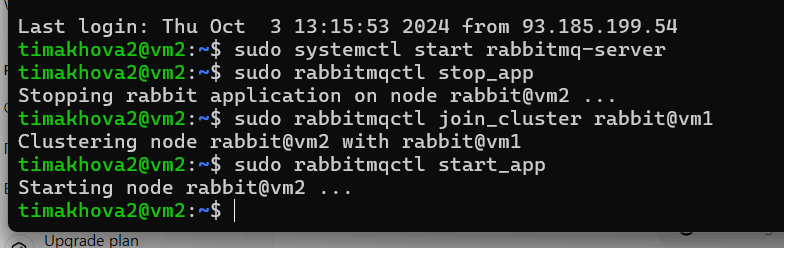 Last login: Thu Oct  3 13:15:53 2024 from 93.185.199.54
timakhova2@vm2:~$ sudo systemctl start rabbitmq-server
timakhova2@vm2:~$ sudo rabbitmqctl stop_app
Stopping rabbit application on node rabbit@vm2 ...
timakhova2@vm2:~$ sudo rabbitmqctl join_cluster rabbit@vm1
Clustering node rabbit@vm2 with rabbit@vm1
timakhova2@vm2:~$ sudo rabbitmqctl start_app
Starting node rabbit@vm2 ...
timakhova2@vm2:~$
Upgrade plan